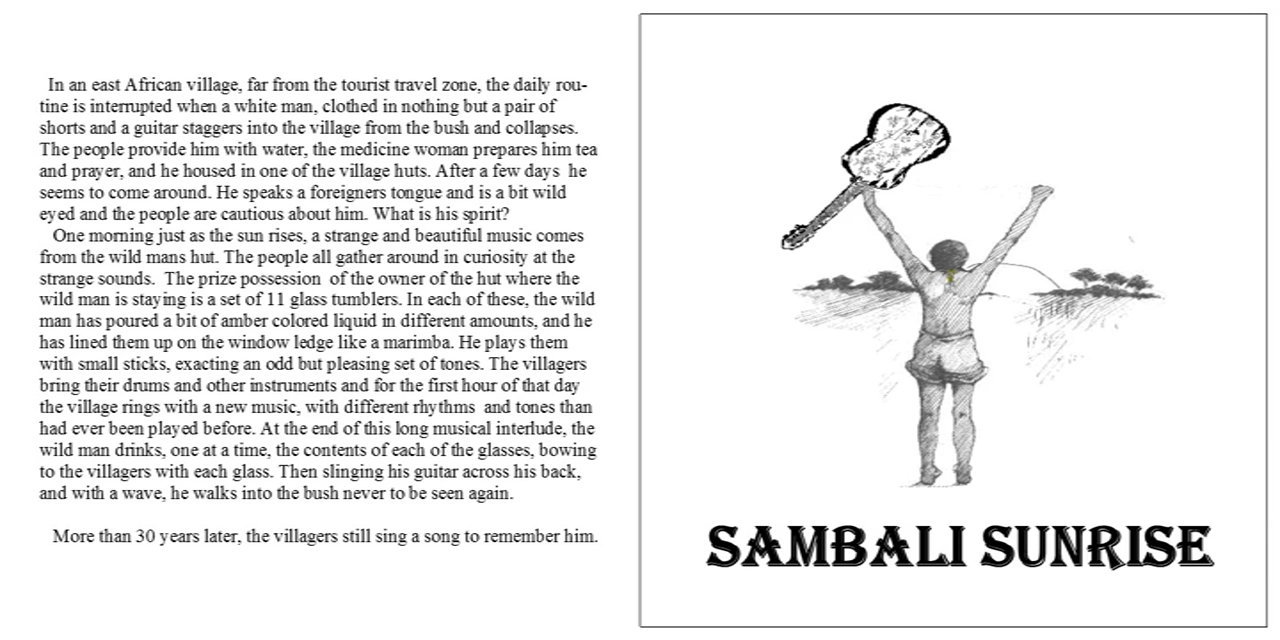 In an east African village, far from the tourist travel zone, the daily rou-
tine is interrupted when a white man, clothed in nothing but a pair of
shorts and a guitar staggers into the village from the bush and collapses.
The people provide him with water, the medicine woman prepares him tea
and prayer, and he housed in one of the village huts. After a few days he
seems to come around. He speaks a foreigners tongue and is a bit wild
eyed and the people are cautious about him. What is his spirit?
One morning just as the sun rises, a strange and beautiful music comes
from the wild mans hut. The people all gather around in curiosity at the
strange sounds. The prize possession of the owner of the hut where the
wild man is staying is a set of 11 glass tumblers. In each of these, the wild
man has poured a bit of amber colored liquid in different amounts, and he
has lined them up on the window ledge like a marimba. He plays them
with small sticks, exacting an odd but pleasing set of tones. The villagers
bring their drums and other instruments and for the first hour of that day
the village rings with a new music, with different rhythms and tones than
had ever been played before. At the end of this long musical interlude, the
wild man drinks, one at a time, the contents of each of the glasses, bowing
to the villagers with each glass. Then slinging his guitar across his back,
and with a wave, he walks into the bush never to be seen again.
More than 30 years later, the villagers still sing a song to remember him.
SAMBALI SUNRISE